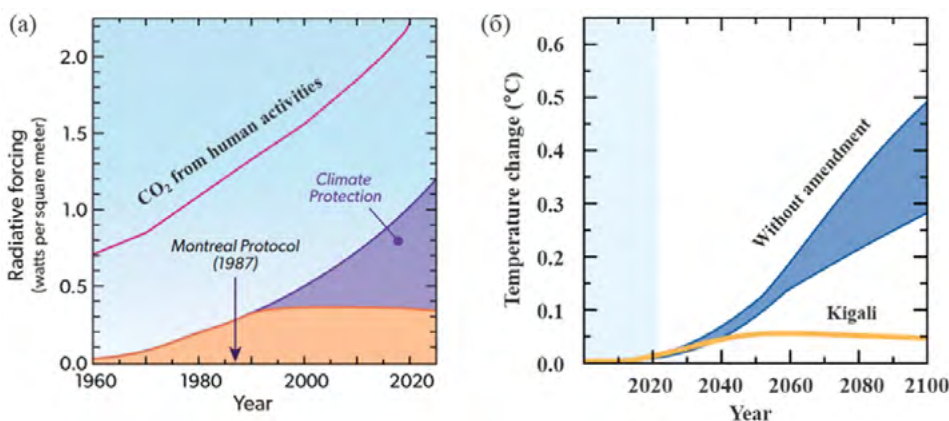 (а)
2.0
1.5
1.0
0.5
0.0
1960
1980
2000
2020
Year
Radiative forcing
(watts per square meter)
CO₂ from human activities
Climate
Protection
Montreal Protocol
(1987)
(б)
0.6
0.5
0.4
0.3
0.2
0.1
0.0
2020
2040
2060
2080
2100
Year
Temperature change (°C)
Without amendment
Kigali